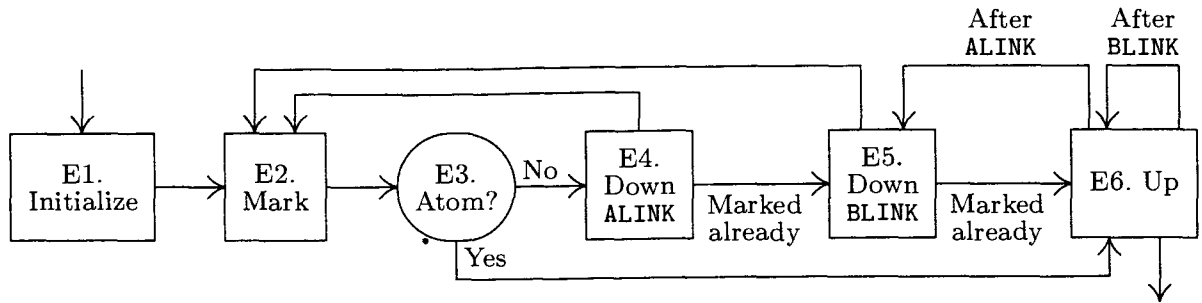 After
ALINK
After
BLINK
E1.
Initialize
E2.
Mark
E3.
Atom?
No
E4.
Down
ALINK
Marked
already
E5.
Down
BLINK
Marked
already
E6. Up
Yes